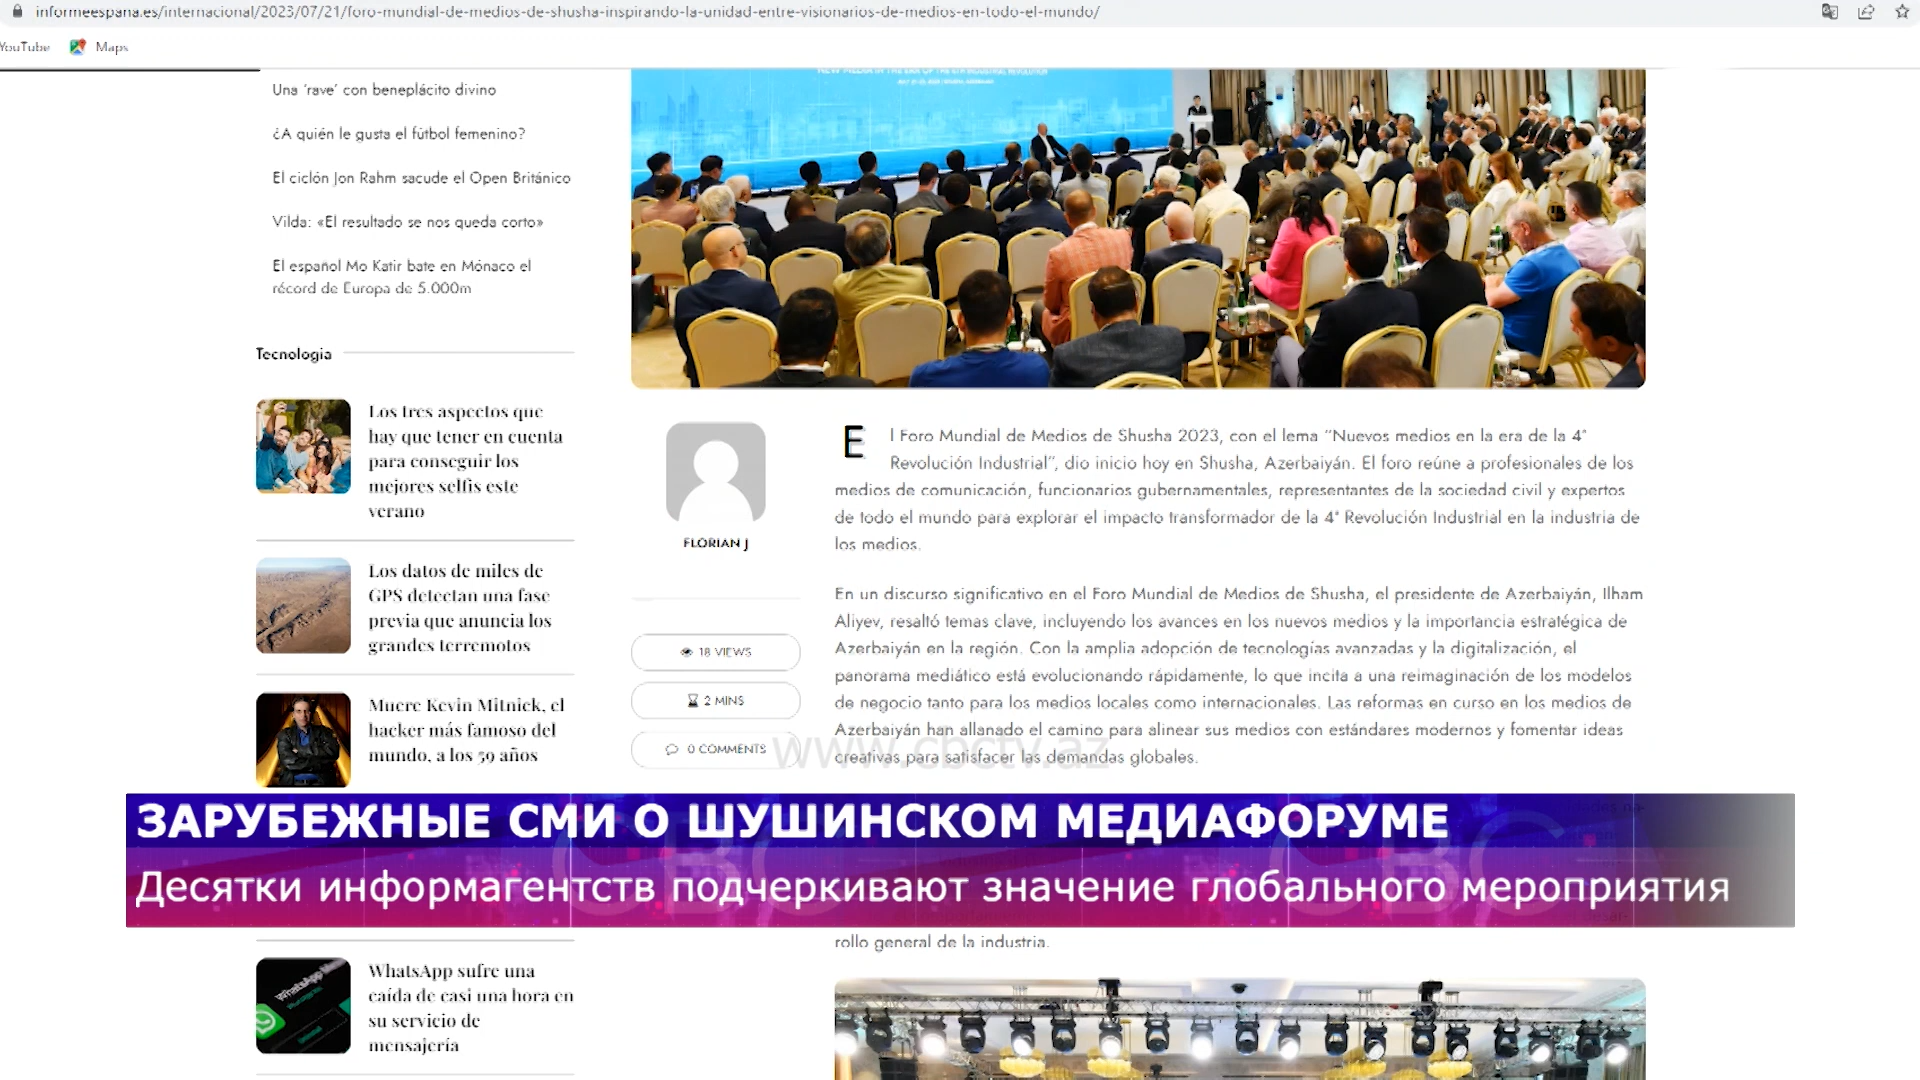 informeespana.es/internacional/2023/07/21/foro-mundial-de-medios-de-shusha-inspirando-la-unidad-entre-visionarios-de-medios-en-todo-el-mundo/
YouTube
Maps
Una ‘rave’ con beneplácito divino
¿A quién le gusta el fútbol femenino?
El ciclón Jon Rahm sacude el Open Británico
Vilda: «El resultado se nos queda corto»
El español Mo Katir bate en Mónaco el
récord de Europa de 5.000m
Tecnologia
Los tres aspectos que
hay que tener en cuenta
para conseguir los
mejores selfis este
verano
Los datos de miles de
GPS detectan una fase
previa que anuncia los
grandes terremotos
Muere Kevin Mitnick, el
hacker más famoso del
mundo, a los 59 años
WhatsApp sufre una
caída de casi una hora en
su servicio de
mensajería
NEW MEDIA IN THE ERA OF THE 4TH INDUSTRIAL REVOLUTION
FLORIAN J
18 VIEWS
2 MINS
0 COMMENTS
El Foro Mundial de Medios de Shusha 2023, con el lema “Nuevos medios en la era de la 4ª
Revolución Industrial”, dio inicio hoy en Shusha, Azerbaiyán. El foro reúne a profesionales de los
medios de comunicación, funcionarios gubernamentales, representantes de la sociedad civil y expertos
de todo el mundo para explorar el impacto transformador de la 4ª Revolución Industrial en la industria de
los medios.
En un discurso significativo en el Foro Mundial de Medios de Shusha, el presidente de Azerbaiyán, Ilham
Aliyev, resaltó temas clave, incluyendo los avances en los nuevos medios y la importancia estratégica de
Azerbaiyán en la región. Con la amplia adopción de tecnologías avanzadas y la digitalización, el
panorama mediático está evolucionando rápidamente, lo que incita a una reimaginación de los modelos
de negocio tanto para los medios locales como internacionales. Las reformas en curso en los medios de
Azerbaiyán han allanado el camino para alinear sus medios con estándares modernos y fomentar ideas
creativas para satisfacer las demandas globales.
www.cbctv.az
ЗАРУБЕЖНЫЕ СМИ О ШУШИНСКОМ МЕДИАФОРУМЕ
Десятки информагентств подчеркивают значение глобального мероприятия
rollo general de la industria.